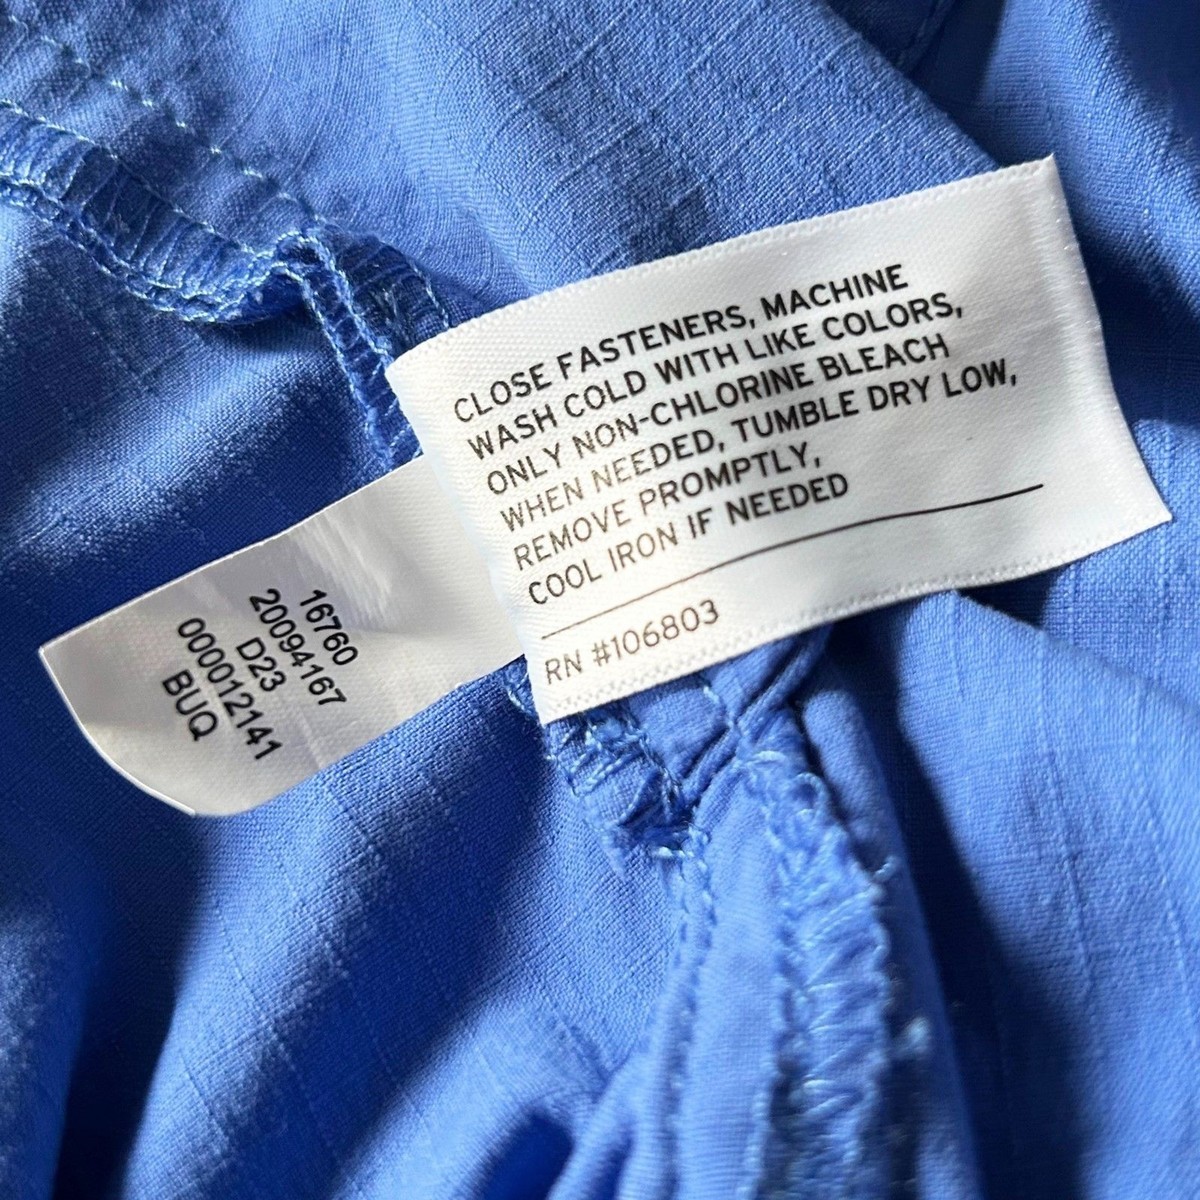 CLOSE FASTENERS, MACHINE
WASH COLD WITH LIKE COLORS,
ONLY NON-CHLORINE BLEACH
WHEN NEEDED, TUMBLE DRY LOW,
REMOVE PROMPTLY,
COOL IRON IF NEEDED
RN #106803
16760
20094167
D23
000012141
BUQ